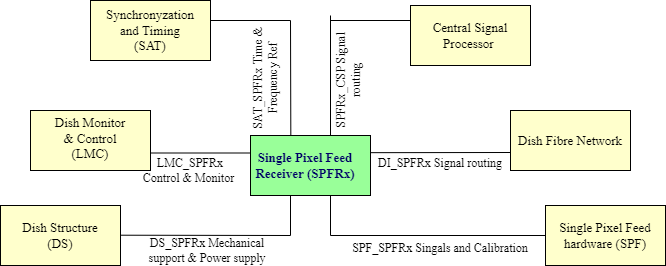 Synchronyzation
and Timing
(SAT)
Central Signal
Processor
SAT_SPFRx Time &
Frequency Ref
SPFRx_CSP Signal
routing
Dish Monitor
& Control
(LMC)
LMC_SPFRx
Control & Monitor
Single Pixel Feed
Receiver (SPFRx)
DI_SPFRx Signal routing
Dish Fibre Network
Dish Structure
(DS)
DS_SPFRx Mechanical
support & Power supply
SPF_SPFRx Singals and Calibration
Single Pixel Feed
hardware (SPF)